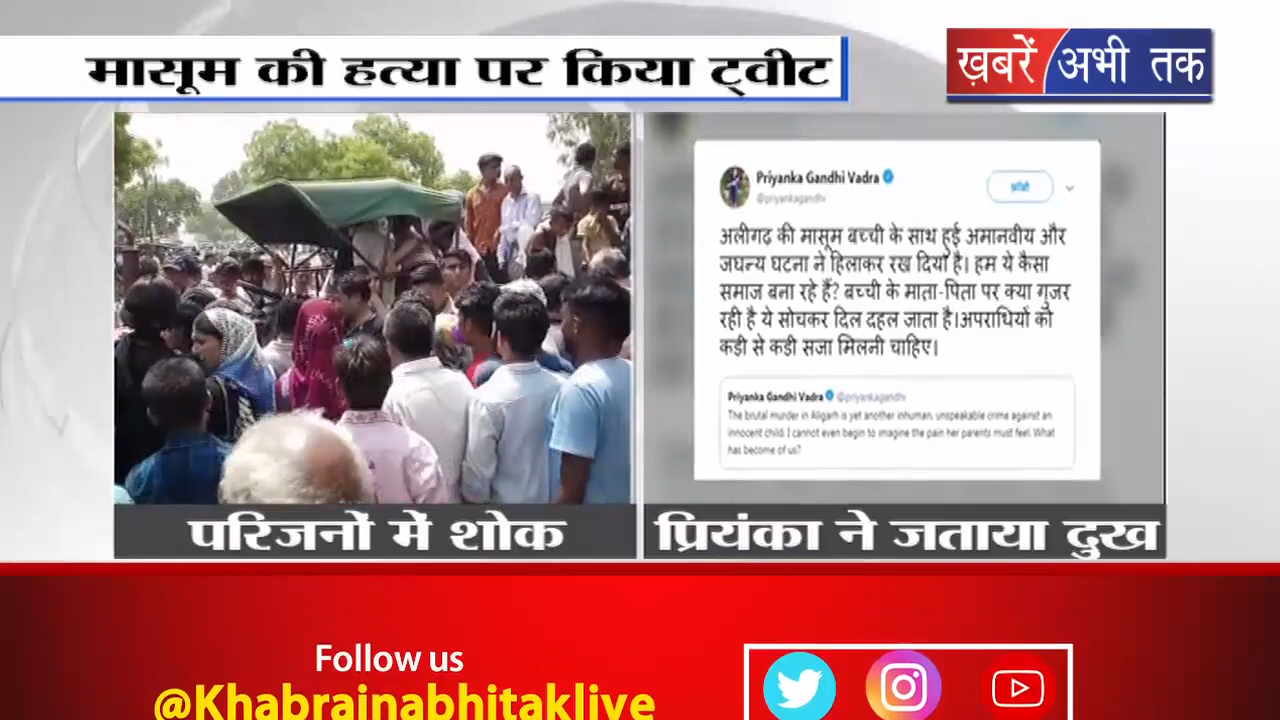 मासूम की हत्या पर किया ट्वीट
ख़बरें अभी तक
Priyanka Gandhi Vadra
@priyankagandhi
अलीगढ़ की मासूम बच्ची के साथ हुई अमानवीय और
जघन्य घटना ने हिलाकर रख दिया है। हम ये कैसा
समाज बना रहे हैं? बच्ची के माता-पिता पर क्या गुजर
रही है ये सोचकर दिल दहल जाता है।अपराधियों को
कड़ी से कड़ी सजा मिलनी चाहिए।
Priyanka Gandhi Vadra @priyankagandhi
The brutal murder in Aligarh is yet another inhuman, unspeakable crime against an
innocent child. I cannot even begin to imagine the pain her parents must feel. What
has become of us?
परिजनों में शोक
प्रियंका ने जताया दुख
Follow us
@Khabrainabhitaklive